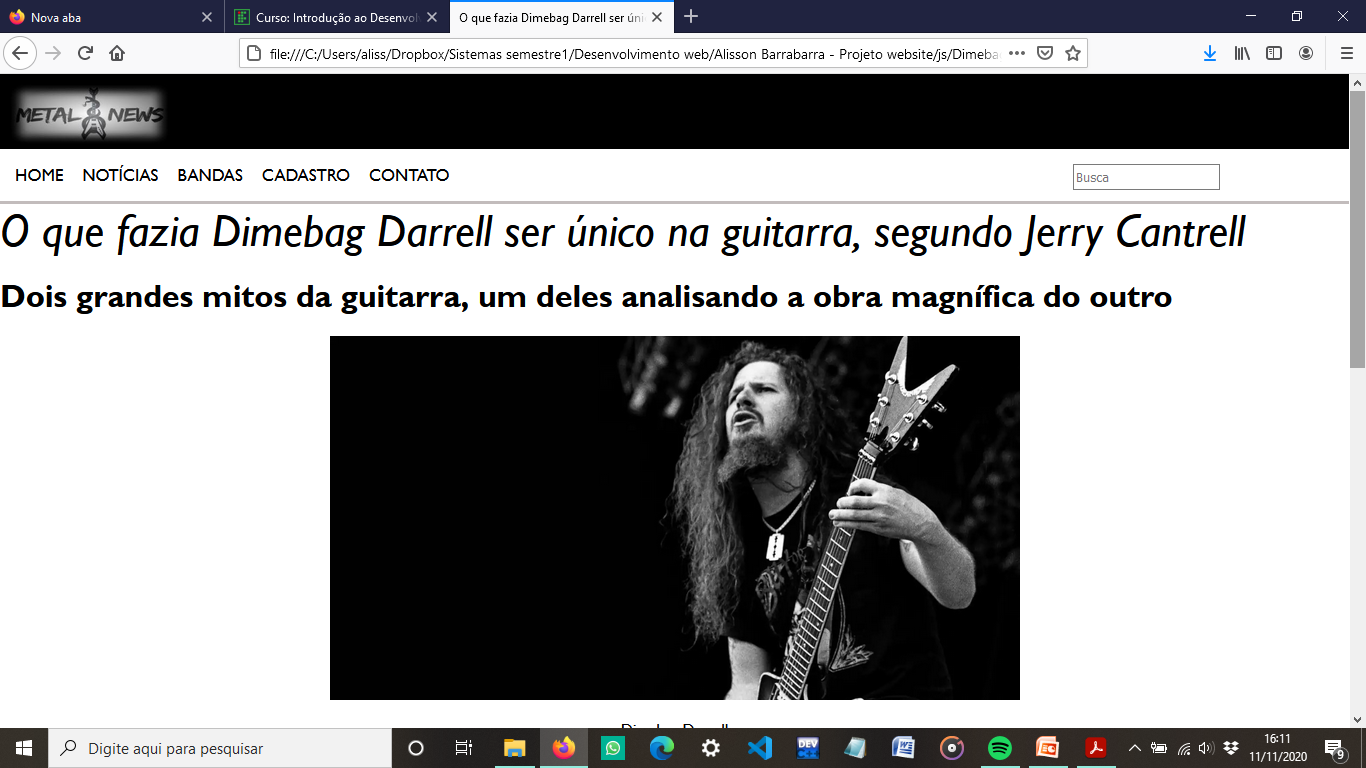 Nova aba
Curso: Introdução ao Desenvol
O que fazia Dimebag Darrell ser úni
file:///C:/Users/aliss/Dropbox/Sistemas semestre1/Desenvolvimento web/Alisson Barrabarra - Projeto website/js/Dimeba
METAL NEWS
HOME NOTÍCIAS BANDAS CADASTRO CONTATO
Busca
O que fazia Dimebag Darrell ser único na guitarra, segundo Jerry Cantrell
Dois grandes mitos da guitarra, um deles analisando a obra magnífica do outro
Digite aqui para pesquisar
DEV
16:11
11/11/2020
9